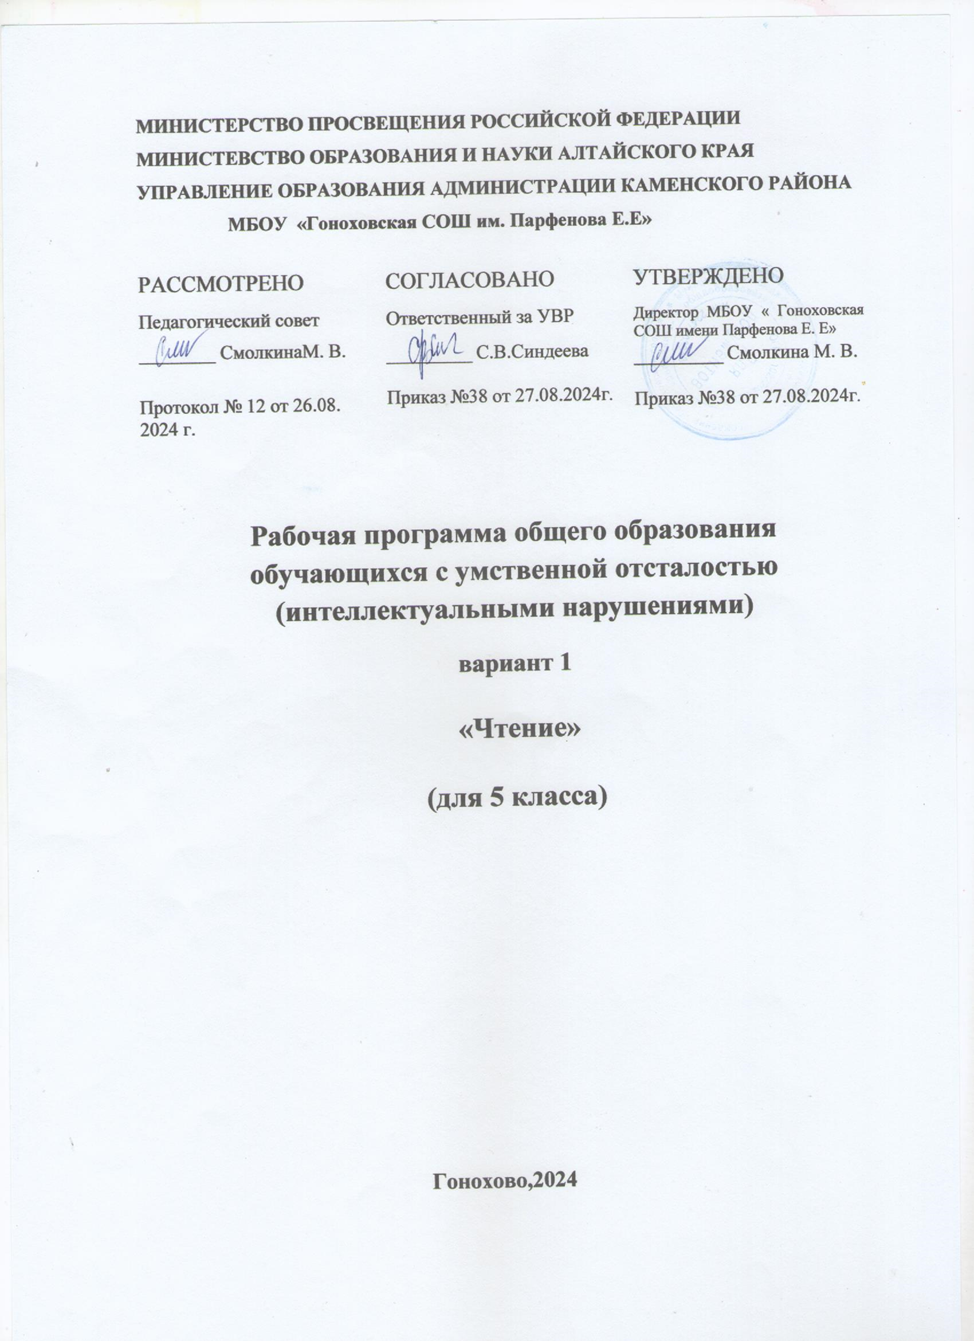 МИНИСТЕРСТВО ПРОСВЕЩЕНИЯ РОССИЙСКОЙ ФЕДЕРАЦИИ
МИНИСТЕВСТВО ОБРАЗОВАНИЯ И НАУКИ АЛТАЙСКОГО КРАЯ
УПРАВЛЕНИЕ ОБРАЗОВАНИЯ АДМИНИСТРАЦИИ КАМЕНСКОГО РАЙОНА
МБОУ «Гоноховская СОШ им. Парфенова Е.Е»
РАССМОТРЕНО
Педагогический совет
СмолкинаМ. В.
Протокол № 12 от 26.08.
2024 г.
СОГЛАСОВАНО
Ответственный за УВР
С.В.Синдеева
Приказ №38 от 27.08.2024г.
УТВЕРЖДЕНО
Директор МБОУ « Гоноховская
СОШ имени Парфенова Е. Е»
Смолкина М. В.
Приказ №38 от 27.08.2024г.
Рабочая программа общего образования
обучающихся с умственной отсталостью
(интеллектуальными нарушениями)
вариант 1
«Чтение»
(для 5 класса)
Гонохово,2024